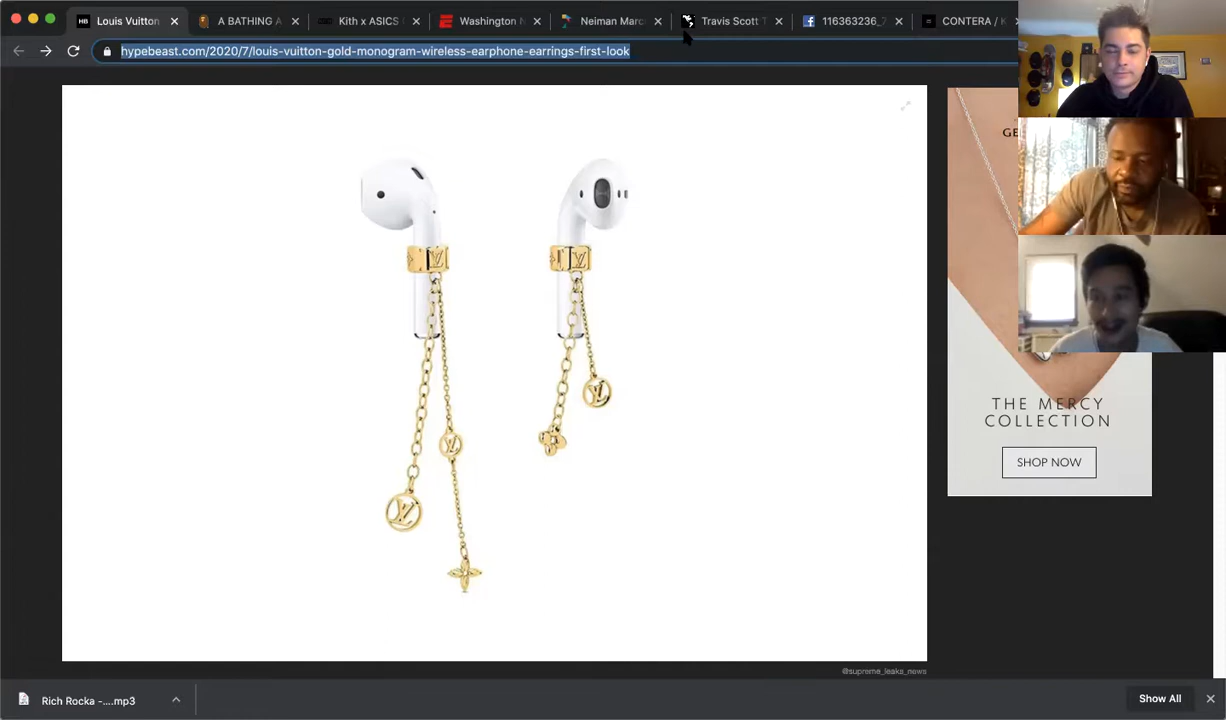 Louis Vuitton
A BATHING A
Kith x ASICS
Washington N
Neiman Marc
Travis Scott T
116363236_7
CONTERA / K
hypebeast.com/2020/7/louis-vuitton-gold-monogram-wireless-earphone-earrings-first-look
GE
THE MERCY
COLLECTION
SHOP NOW
@supreme_leaks_news
Rich Rocka -....mp3
Show All